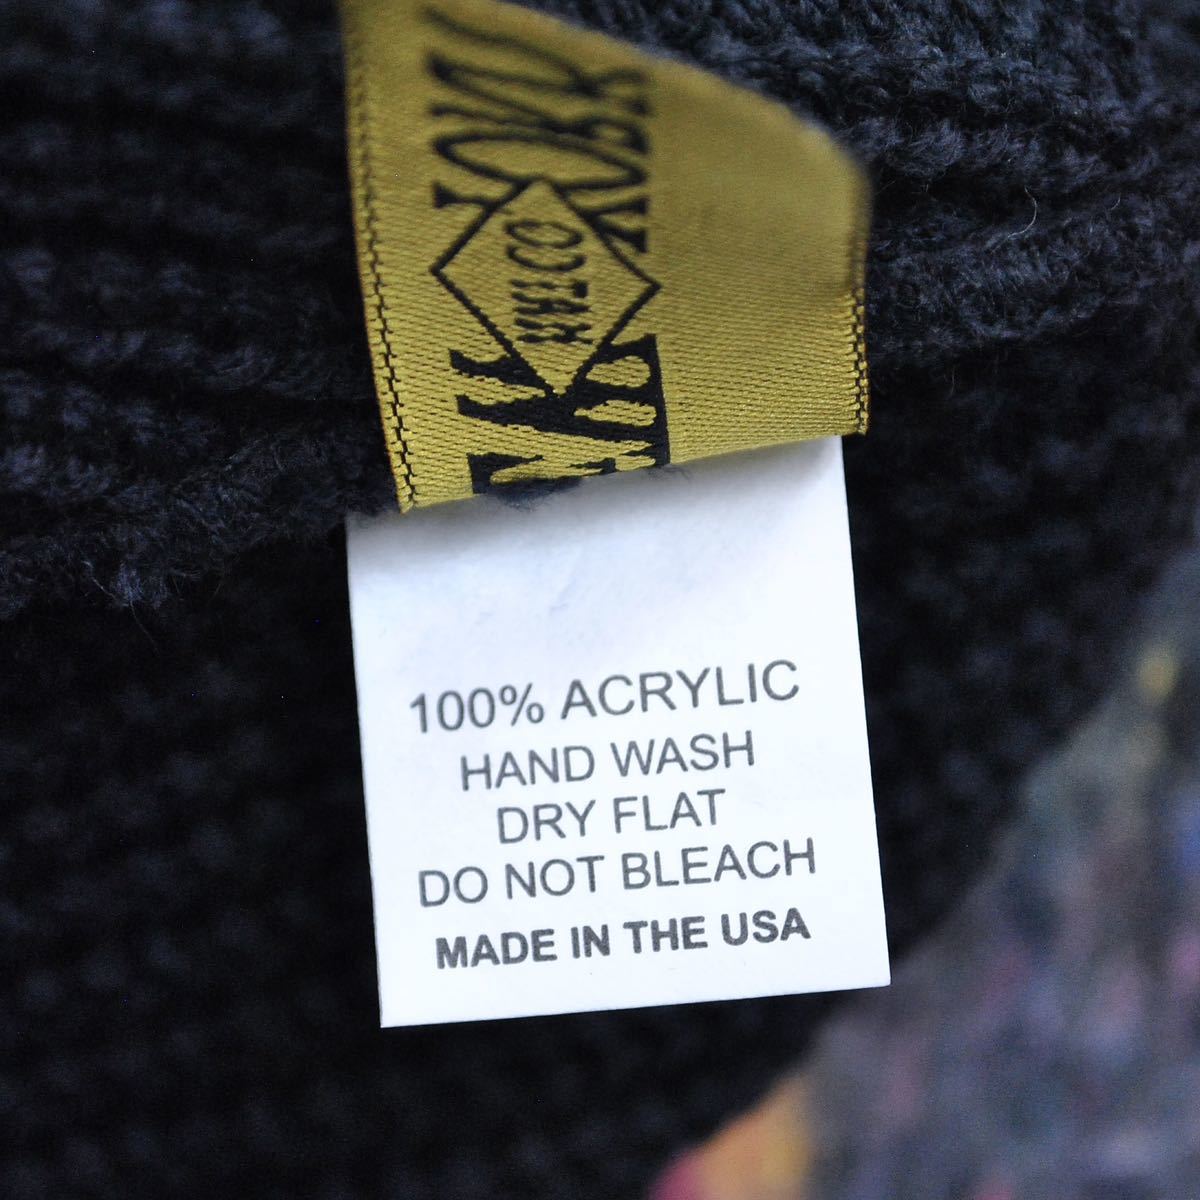 100% ACRYLIC
HAND WASH
DRY FLAT
DO NOT BLEACH
MADE IN THE USA